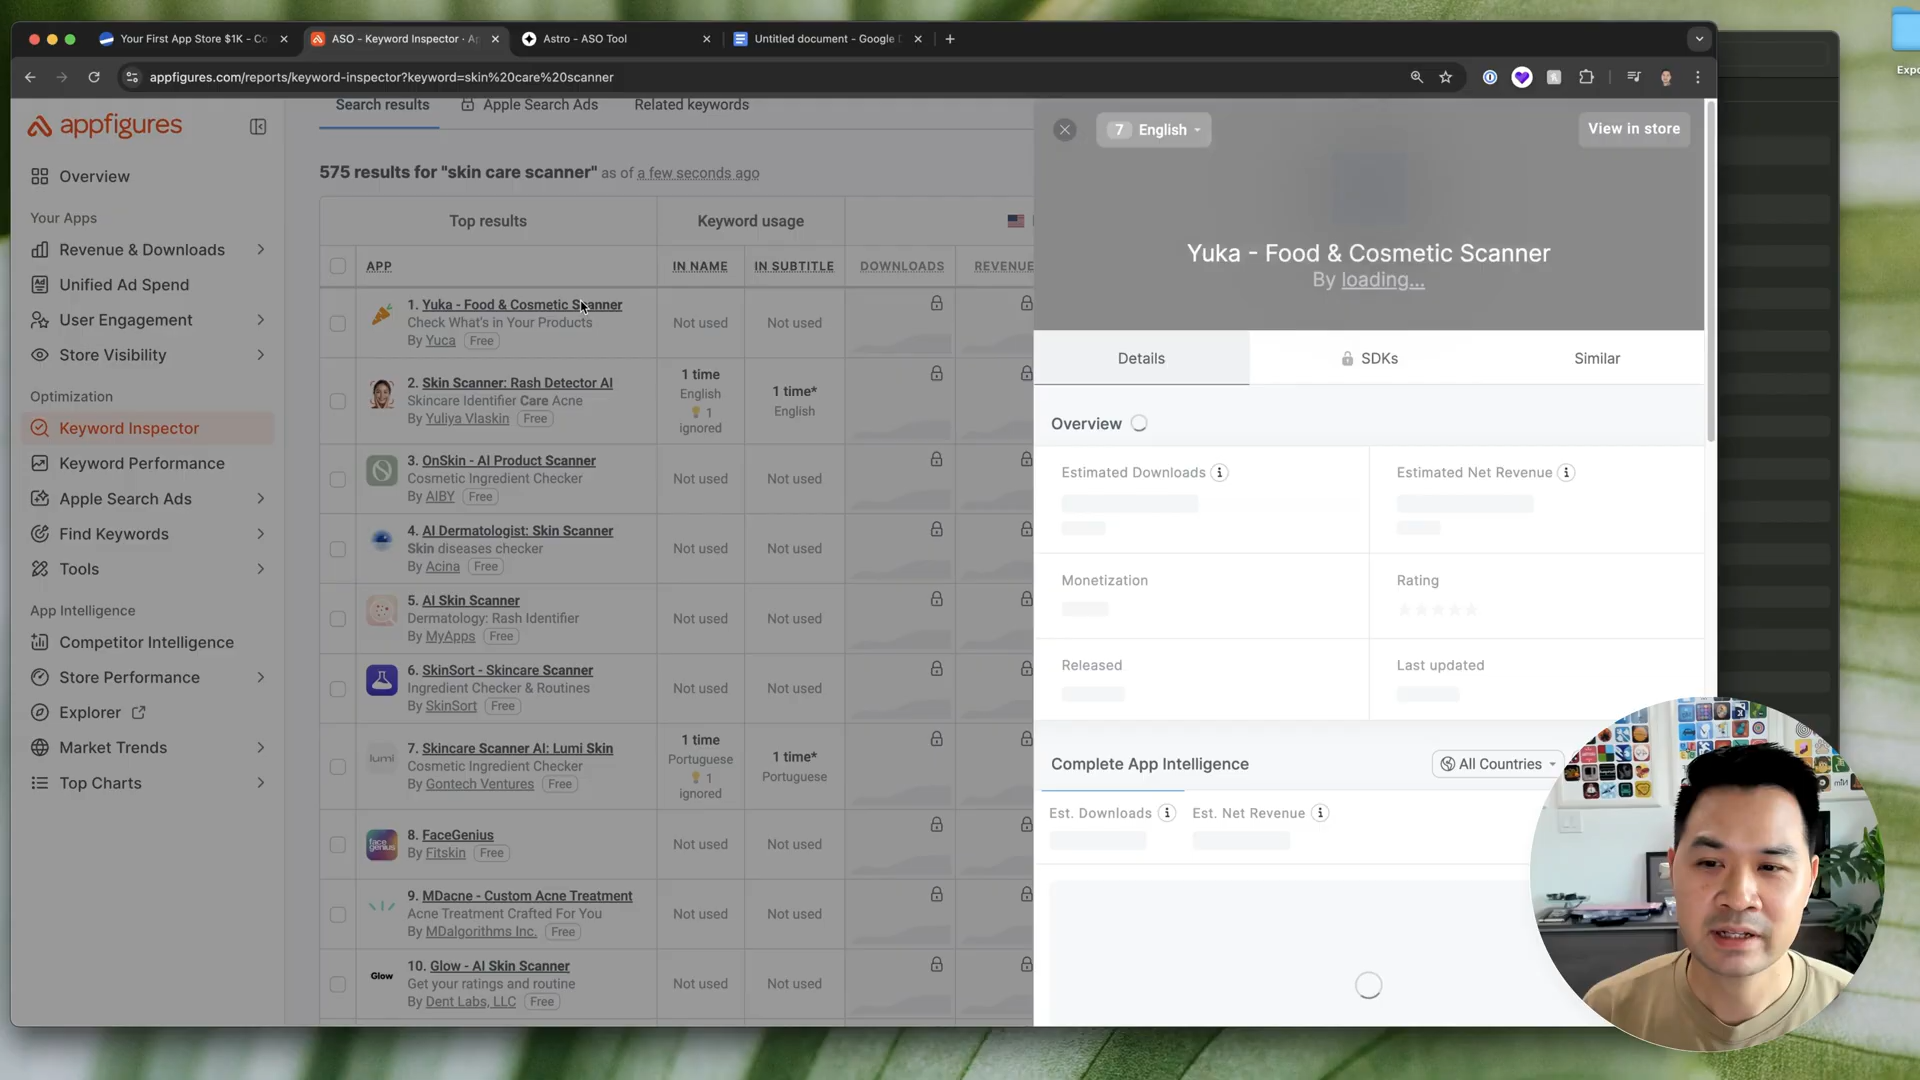 Your First App Store $1K - Co
ASO - Keyword Inspector · A
Astro - ASO Tool
Untitled document - Google
appfigures.com/reports/keyword-inspector?keyword=skin%20care%20scanner
Expo
appfigures
Overview
Your Apps
Revenue & Downloads
Unified Ad Spend
User Engagement
Store Visibility
Optimization
Keyword Inspector
Keyword Performance
Apple Search Ads
Find Keywords
Tools
App Intelligence
Competitor Intelligence
Store Performance
Explorer
Market Trends
Top Charts
Search results
Apple Search Ads
Related keywords
575 results for "skin care scanner" as of a few seconds ago
Top results
Keyword usage
APP
IN NAME
IN SUBTITLE
DOWNLOADS
REVENUE
1. Yuka - Food & Cosmetic Scanner
Check What's in Your Products
By Yuca Free
Not used
Not used
2. Skin Scanner: Rash Detector AI
Skincare Identifier Care Acne
By Yuliya Vlaskin Free
1 time
English
1
ignored
1 time*
English
3. OnSkin - AI Product Scanner
Cosmetic Ingredient Checker
By AIBY Free
Not used
Not used
4. AI Dermatologist: Skin Scanner
Skin diseases checker
By Acina Free
Not used
Not used
5. AI Skin Scanner
Dermatology: Rash Identifier
By MyApps Free
Not used
Not used
6. SkinSort - Skincare Scanner
Ingredient Checker & Routines
By SkinSort Free
Not used
Not used
lumi
7. Skincare Scanner AI: Lumi Skin
Cosmetic Ingredient Checker
By Gontech Ventures Free
1 time
Portuguese
1
ignored
1 time*
Portuguese
face
genius
8. FaceGenius
By Fitskin Free
Not used
Not used
9. MDacne - Custom Acne Treatment
Acne Treatment Crafted For You
By MDalgorithms Inc. Free
Not used
Not used
Glow
10. Glow - AI Skin Scanner
Get your ratings and routine
By Dent Labs, LLC Free
Not used
Not used
7 English
View in store
Yuka - Food & Cosmetic Scanner
By loading...
Details
SDKs
Similar
Overview
Estimated Downloads
Estimated Net Revenue
Monetization
Rating
Released
Last updated
Complete App Intelligence
All Countries
Est. Downloads
Est. Net Revenue